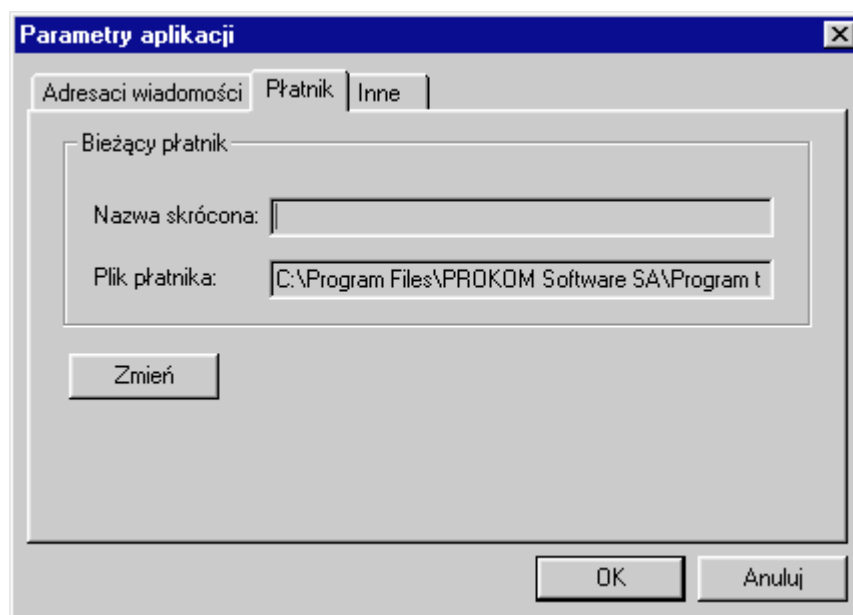 Parametry aplikacji
Adresaci wiadomości Płatnik Inne
Bieżący płatnik
Nazwa skrócona:
Plik płatnika: C:\Program Files\PROKOM Software SA\Program t
Zmień
OK Anuluj